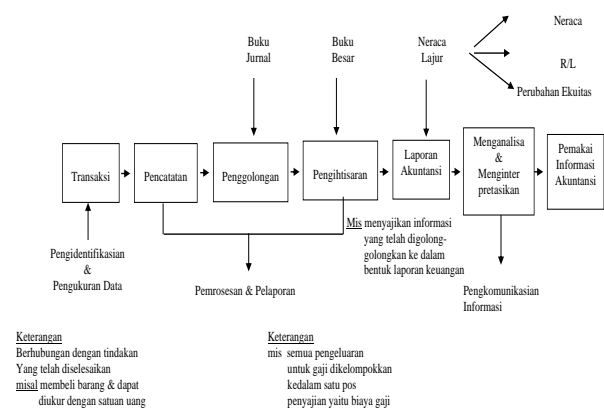 Neraca
Buku
Jurnal
Buku
Besar
Neraca
Lajur
R/L
Perubahan Ekuitas
Transaksi
Pencatatan
Penggolongan
Pengihtisaran
Laporan
Akuntansi
Menganalisa
&
Menginter
pretasikan
Pemakai
Informasi
Akuntansi
Mis menyajikan informasi
yang telah digolong-
golongkan ke dalam
bentuk laporan keuangan
Pengidentifikasian
&
Pengukuran Data
Pemrosesan & Pelaporan
Pengkomunikasian
Informasi
Keterangan
Berhubungan dengan tindakan
Yang telah diselesaikan
misal membeli barang & dapat
diukur dengan satuan uang
Keterangan
mis semua pengeluaran
untuk gaji dikelompokkan
kedalam satu pos
penyajian yaitu biaya gaji